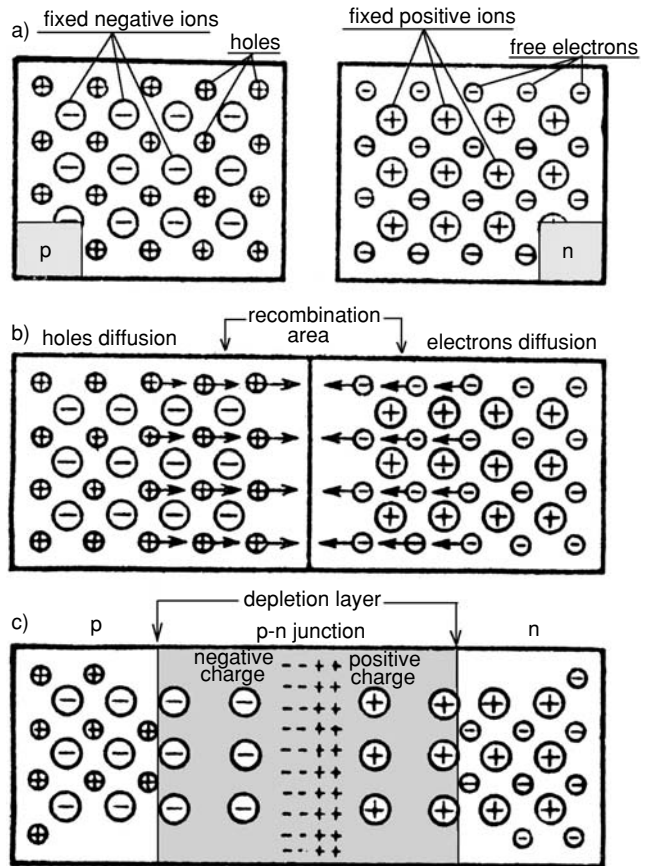 a)
fixed negative ions
holes
fixed positive ions
free electrons
p
n
b)
recombination
area
holes diffusion
electrons diffusion
depletion layer
c)
p
p-n junction
n
negative
charge
positive
charge